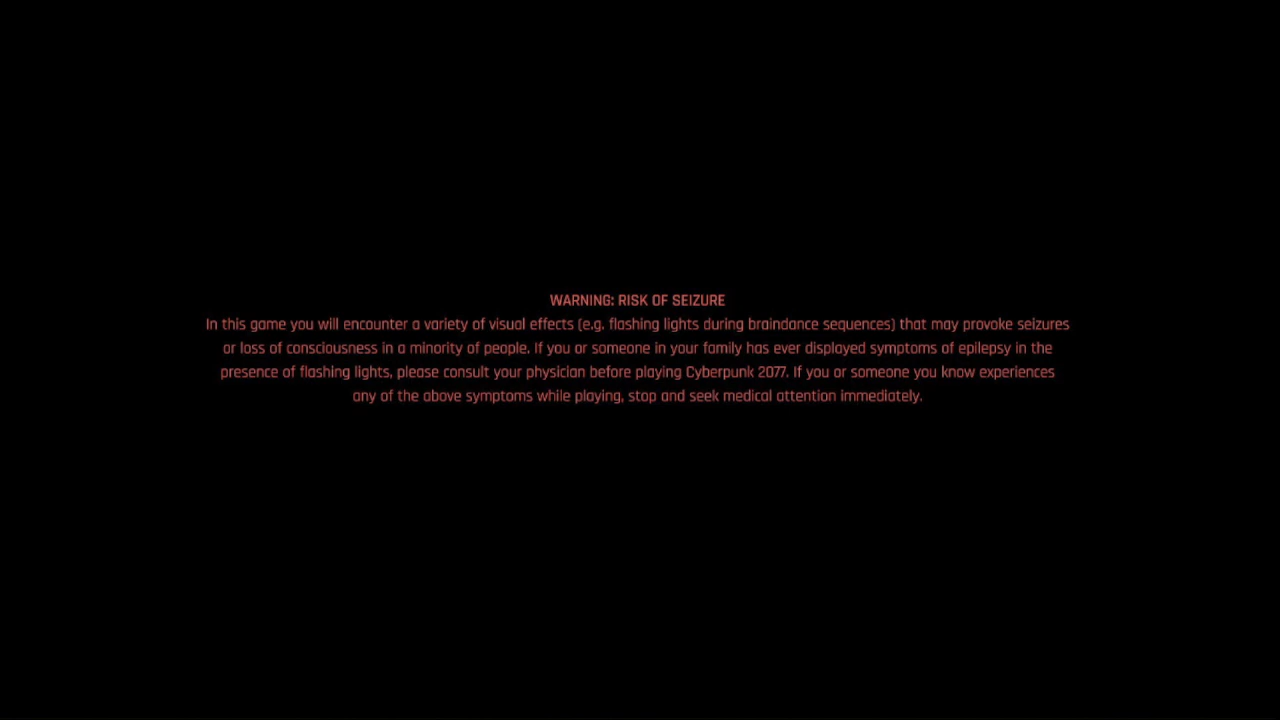 WARNING: RISK OF SEIZURE
In this game you will encounter a variety of visual effects (e.g. flashing lights during braindance sequences) that may provoke seizures
or loss of consciousness in a minority of people. If you or someone in your family has ever displayed symptoms of epilepsy in the
presence of flashing lights, please consult your physician before playing Cyberpunk 2077. If you or someone you know experiences
any of the above symptoms while playing, stop and seek medical attention immediately.